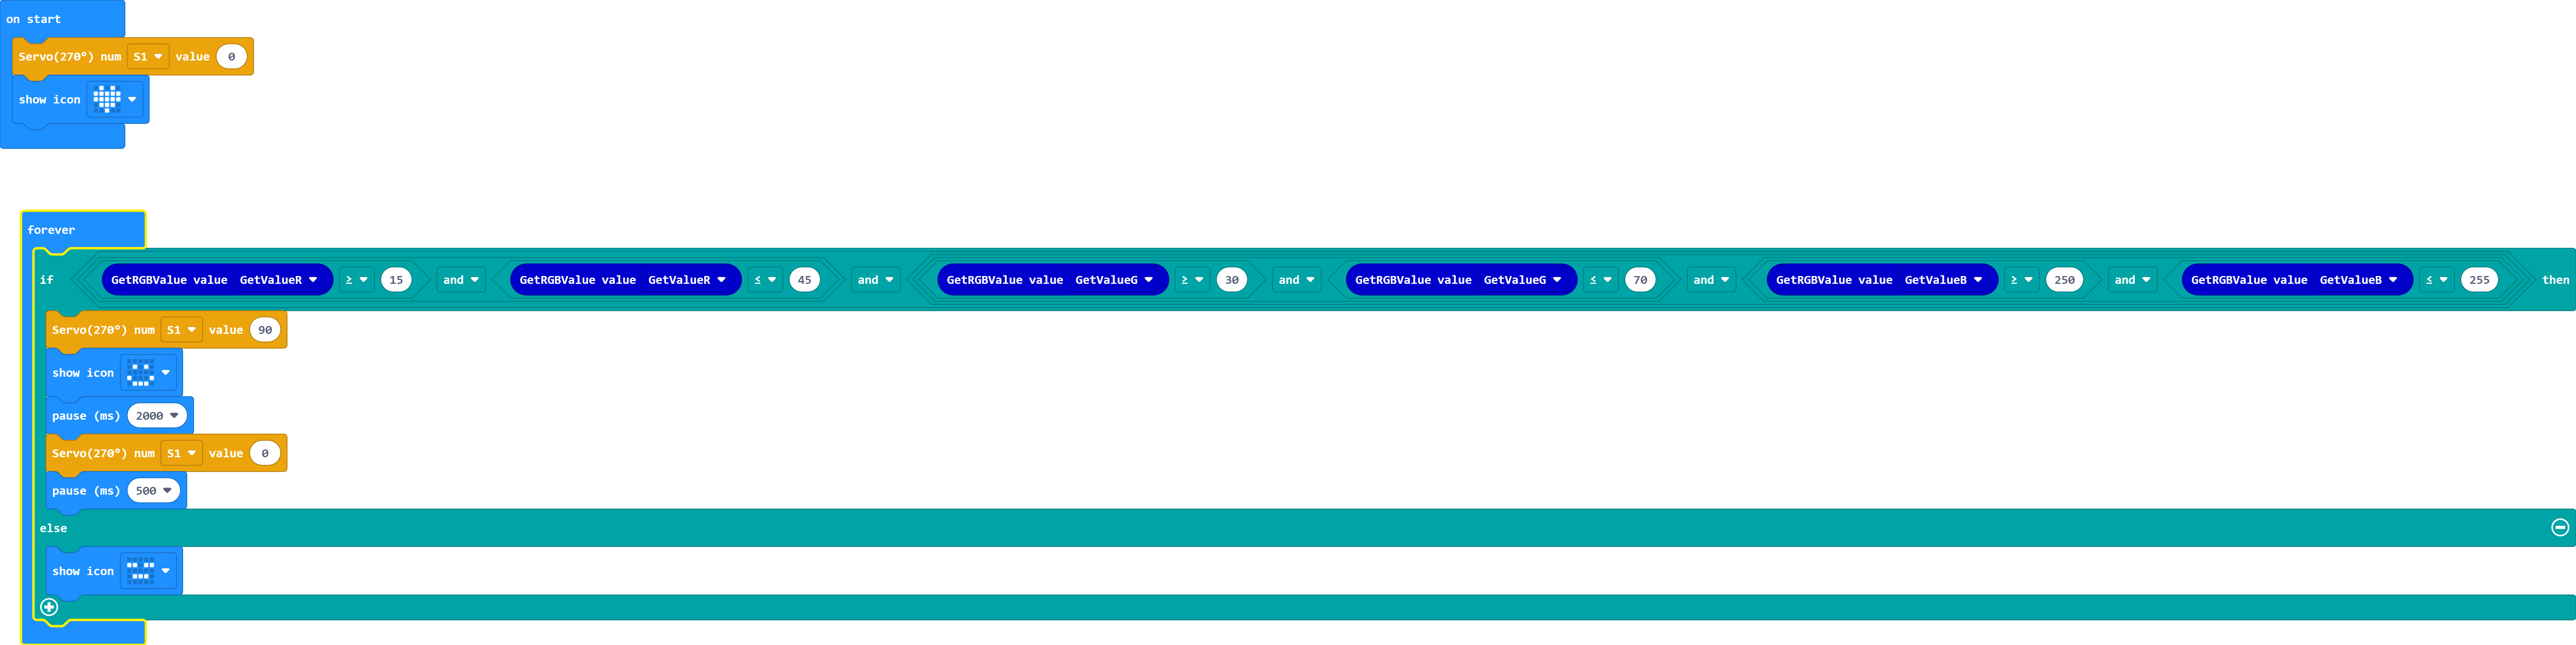 on start
Servo(270°) num S1 value 0
show icon
forever
if GetRGBValue value GetValueR ≥ 15 and GetRGBValue value GetValueR ≤ 45 and GetRGBValue value GetValueG ≥ 30 and GetRGBValue value GetValueG ≤ 70 and GetRGBValue value GetValueB ≥ 250 and GetRGBValue value GetValueB ≤ 255 then
Servo(270°) num S1 value 90
show icon
pause (ms) 2000
Servo(270°) num S1 value 0
pause (ms) 500
else
show icon